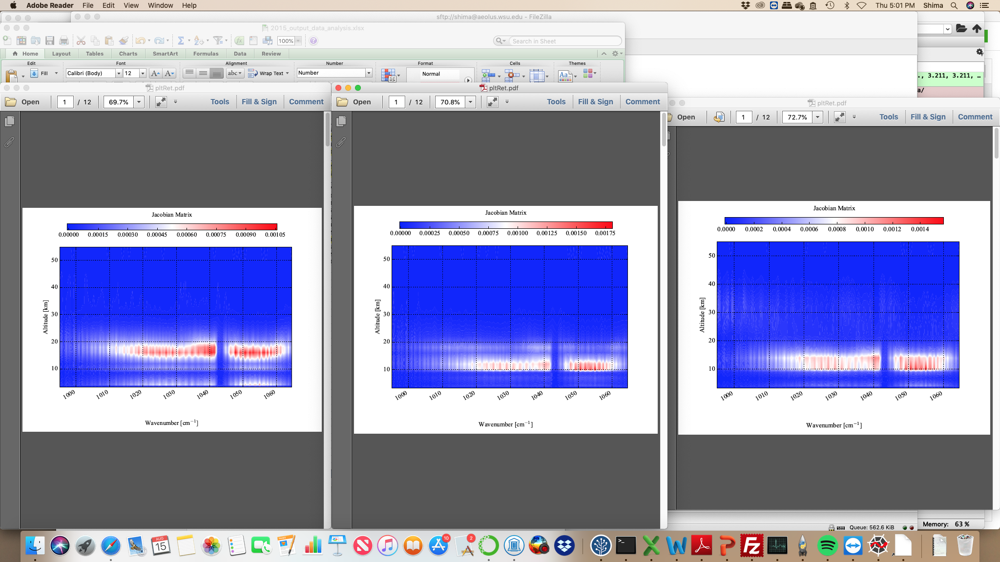 Adobe Reader File Edit View Window Help Thu 5:01 PM Shima
sftp://shima@aeolus.wsu.edu - FileZilla
2015_output_data_analysis.xlsx
100% Search in Sheet
Home Layout Tables Charts SmartArt Formulas Data Review
Edit Font Alignment Number Format Cells Themes
Fill Calibri (Body) 12 A A abc Wrap Text Number Normal Aa
., 3.211, 3.211, …
a/
pltRet.pdf
Open 1 / 12 69.7% Tools Fill & Sign Comment
Jacobian Matrix
0.00000 0.00015 0.00030 0.00045 0.00060 0.00075 0.00090 0.00105
50
40
30
20
10
Altitude [km]
1000 1010 1020 1030 1040 1050 1060
Wavenumber [cm⁻¹]
pltRet.pdf
Open 1 / 12 70.8% Tools Fill & Sign Comment
Jacobian Matrix
0.00000 0.00025 0.00050 0.00075 0.00100 0.00125 0.00150 0.00175
50
40
30
20
10
Altitude [km]
1000 1010 1020 1030 1040 1050 1060
Wavenumber [cm⁻¹]
pltRet.pdf
Open 1 / 12 72.7% Tools Fill & Sign Comment
Jacobian Matrix
0.0000 0.0002 0.0004 0.0006 0.0008 0.0010 0.0012 0.0014
50
40
30
20
10
Altitude [km]
1000 1010 1020 1030 1040 1050 1060
Wavenumber [cm⁻¹]
Queue: 562.6 KiB
Memory: 63 %
AUG
15
10
2